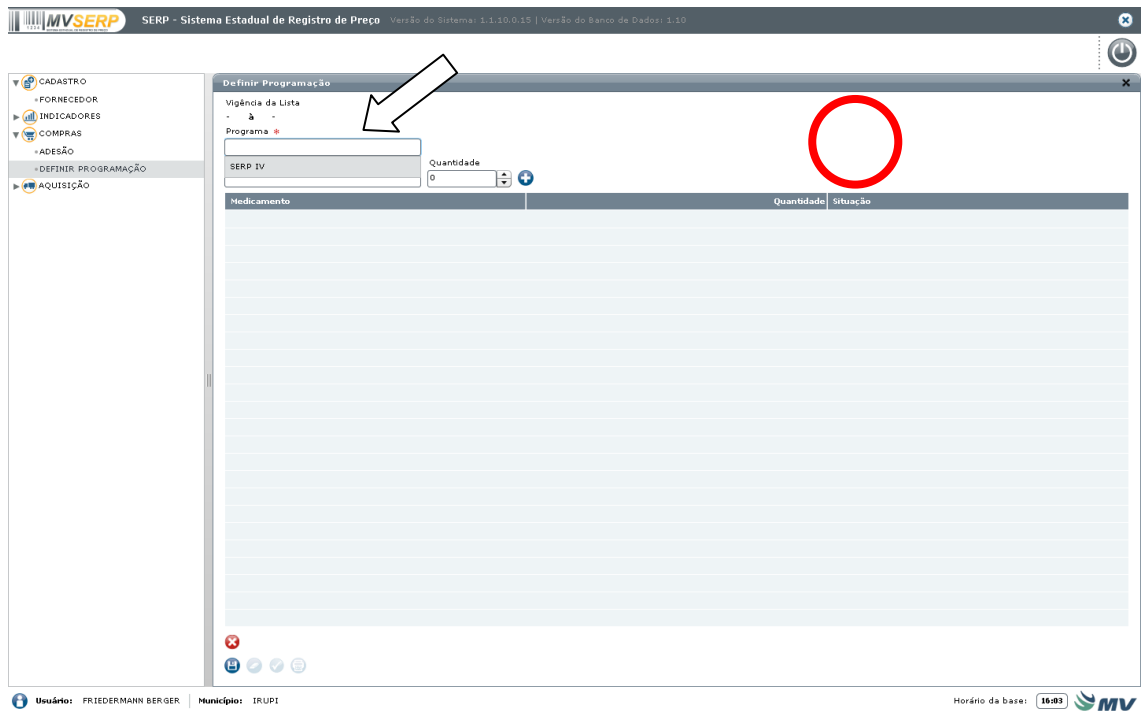 MVSERP SERP - Sistema Estadual de Registro de Preço Versão do Sistema: 1.1.10.0.15 | Versão do Banco de Dados: 1.10
1234
CADASTRO
FORNECEDOR
INDICADORES
COMPRAS
ADESÃO
DEFINIR PROGRAMAÇÃO
AQUISIÇÃO
Definir Programação
Vigência da Lista
- à -
Programa *
SERP IV
Quantidade
0
Medicamento Quantidade Situação
Usuário: FRIEDERMANN BERGER Município: IRUPI Horário da base: 16:03 MV